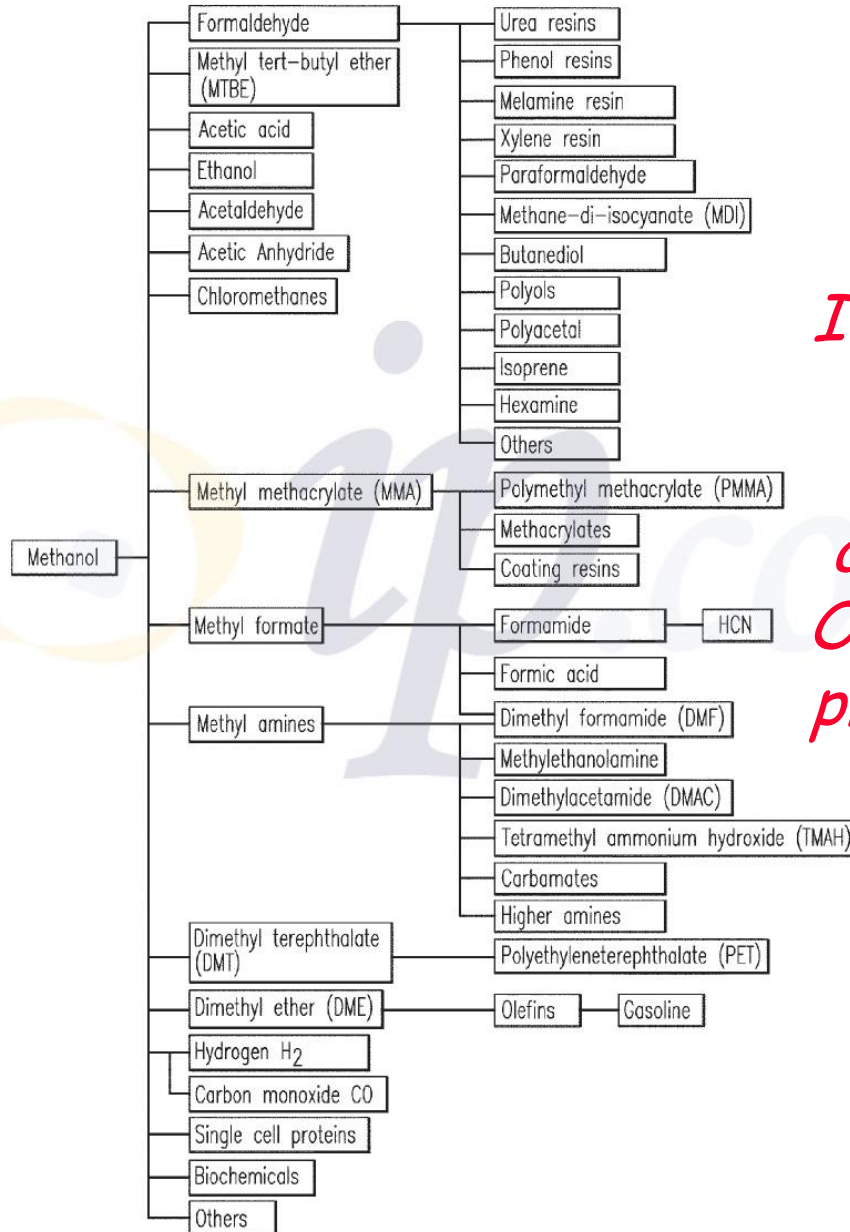 Methanol
Formaldehyde
Methyl tert-butyl ether
(MTBE)
Acetic acid
Ethanol
Acetaldehyde
Acetic Anhydride
Chloromethanes
Methyl methacrylate (MMA)
Methyl formate
Methyl amines
Dimethyl terephthalate
(DMT)
Dimethyl ether (DME)
Hydrogen H2
Carbon monoxide CO
Single cell proteins
Biochemicals
Others
Urea resins
Phenol resins
Melamine resin
Xylene resin
Paraformaldehyde
Methane-di-isocyanate (MDI)
Butanediol
Polyols
Polyacetal
Isoprene
Hexamine
Others
Polymethyl methacrylate (PMMA)
Methacrylates
Coating resins
Formamide
HCN
Formic acid
Dimethyl formamide (DMF)
Methylethanolamine
Dimethylacetamide (DMAC)
Tetramethyl ammonium hydroxide (TMAH)
Carbamates
Higher amines
Polyethyleneterephthalate (PET)
Olefins
Gasoline
ip.co